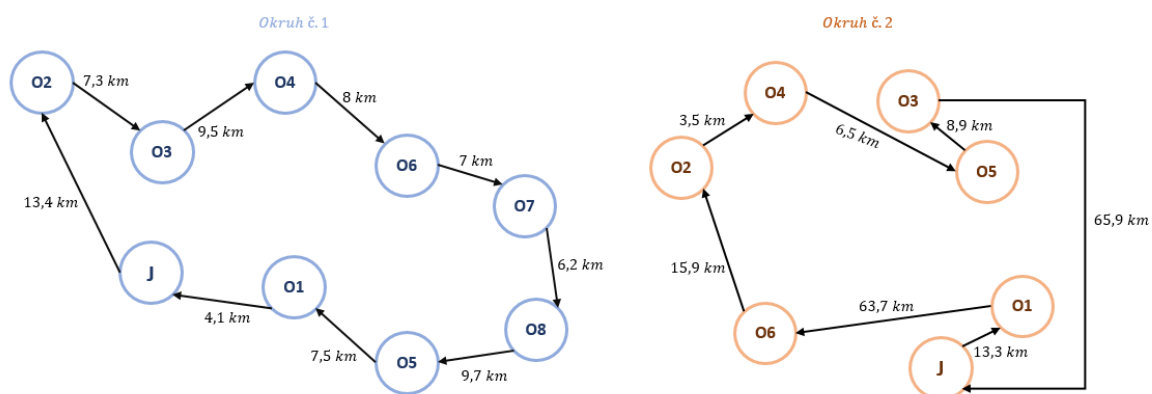 Okruh č. 1
O2
7,3 km
O3
9,5 km
O4
8 km
O6
7 km
O7
6,2 km
O8
9,7 km
O5
7,5 km
O1
4,1 km
J
13,4 km
Okruh č. 2
O4
3,5 km
O2
6,5 km
O3
8,9 km
O5
65,9 km
15,9 km
O6
63,7 km
O1
13,3 km
J